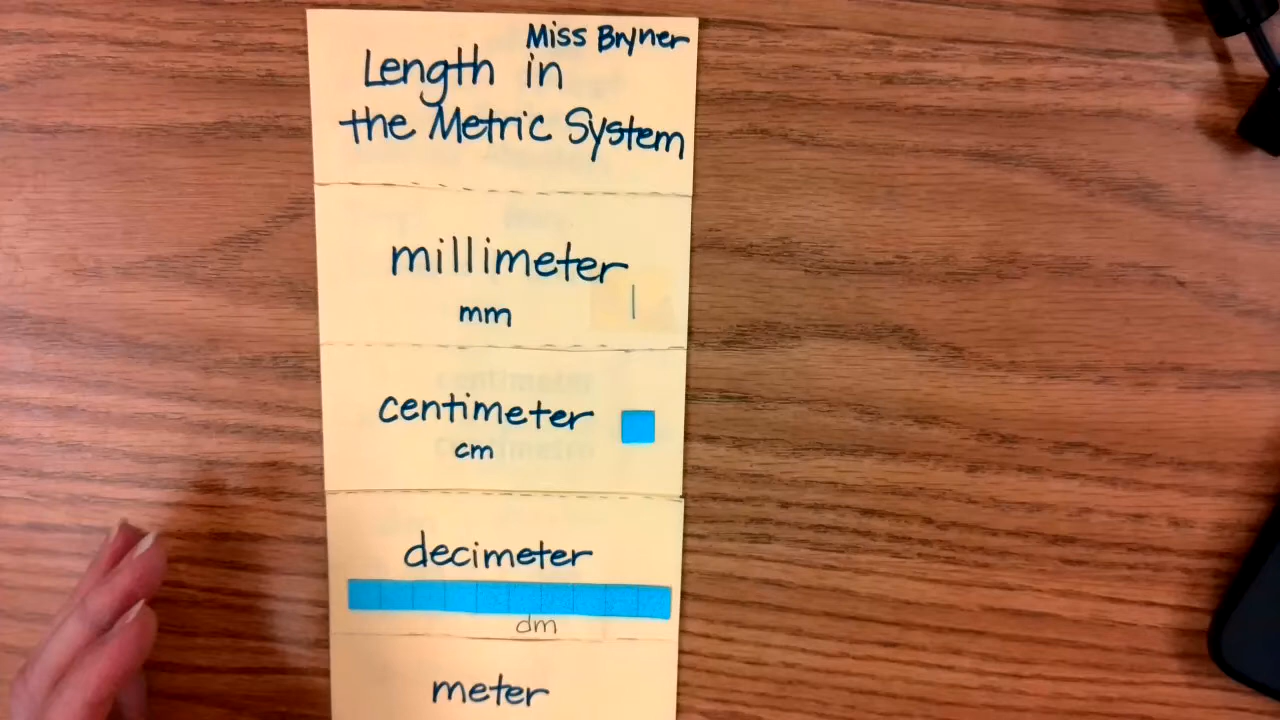 Miss Bryner
Length in
the Metric System
millimeter
mm
centimeter
cm
decimeter
dm
meter